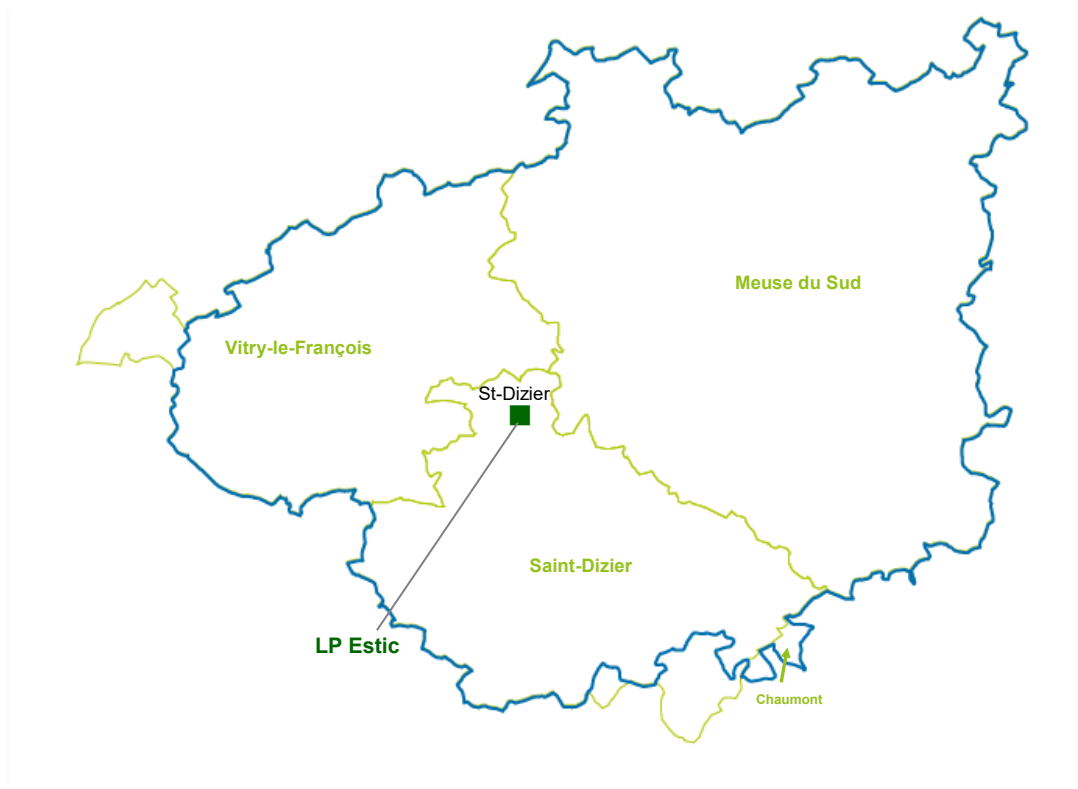 Meuse du Sud
Vitry-le-François
St-Dizier
Saint-Dizier
LP Estic
Chaumont